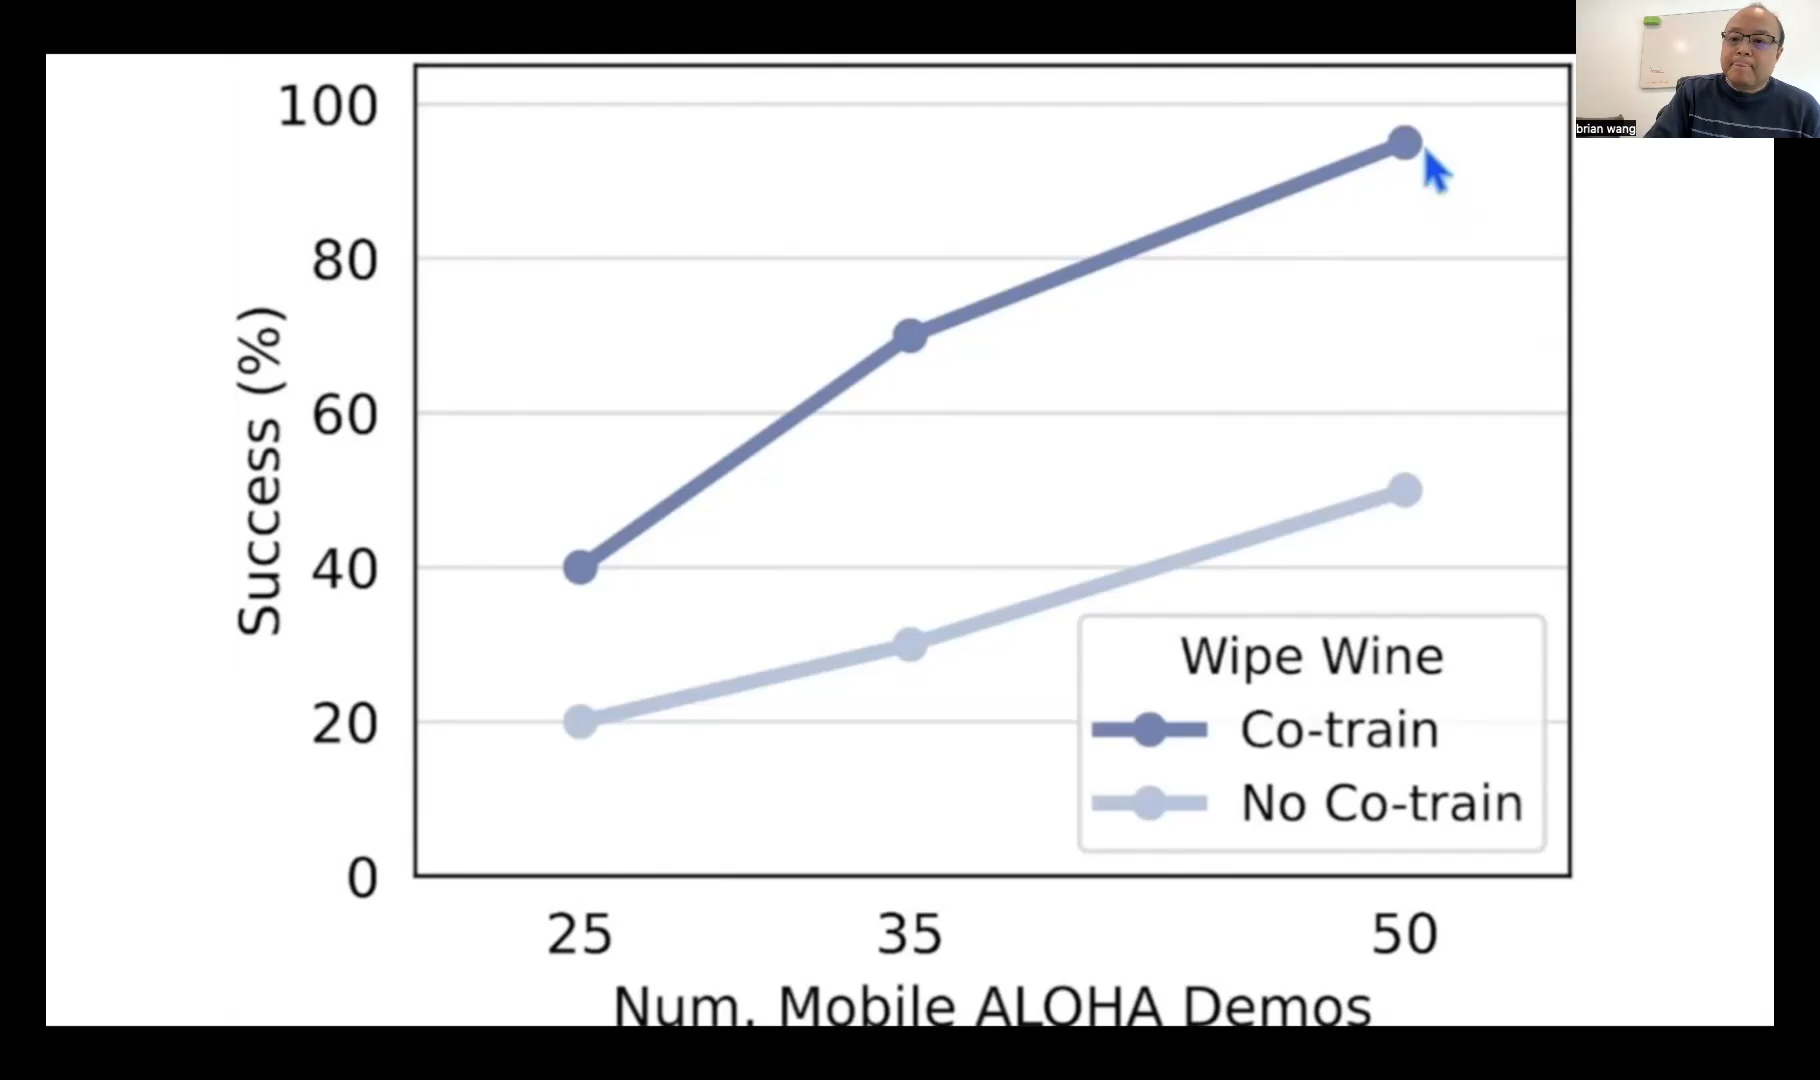 brian wang
100
80
60
40
20
0
Success (%)
Wipe Wine
Co-train
No Co-train
25 35 50
Num. Mobile ALOHA Demos